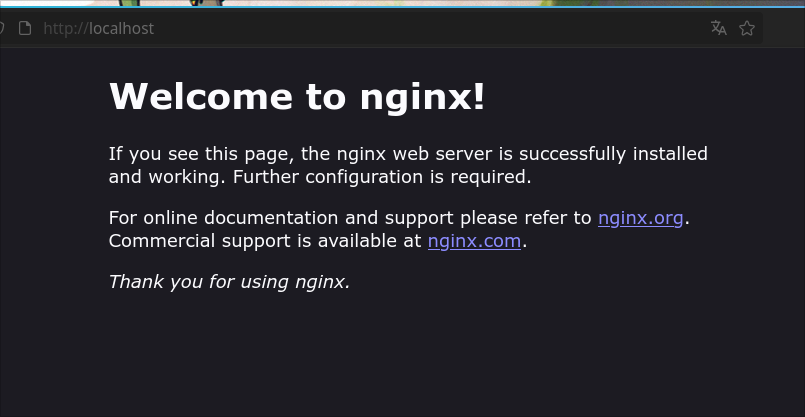 http://localhost
Welcome to nginx!
If you see this page, the nginx web server is successfully installed
and working. Further configuration is required.
For online documentation and support please refer to nginx.org.
Commercial support is available at nginx.com.
Thank you for using nginx.